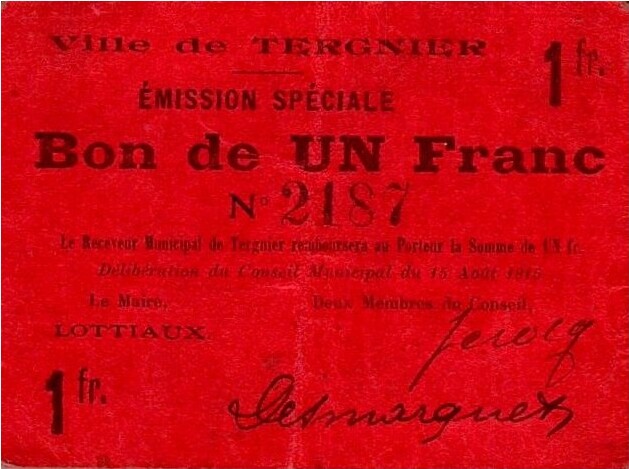 Ville de TERGNIER
1 fr.
ÉMISSION SPÉCIALE
Bon de UN Franc
N° 2187
Le Receveur Municipal de Tergnier remboursera au Porteur la Somme de UN fr.
Délibération du Conseil Municipal du 15 Août 1915
Le Maire, Deux Membres du Conseil,
LOTTIAUX.
1 fr.
Desmarquet